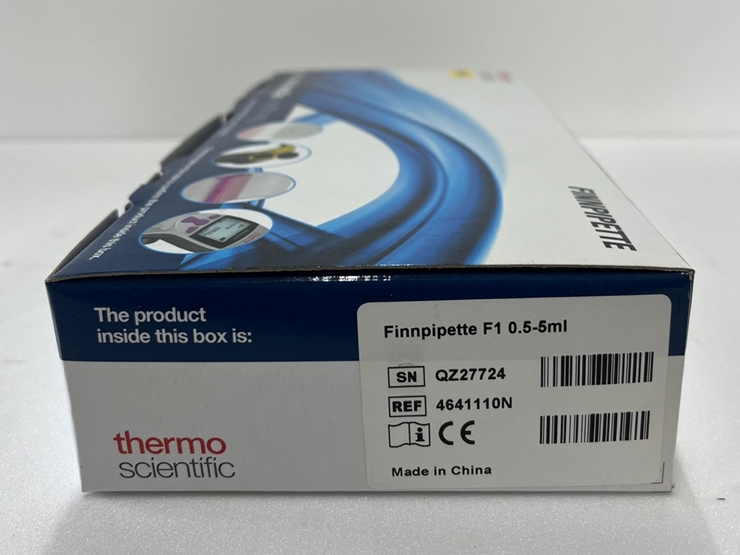 FINNPIPETTE
The product
inside this box is:
thermo
scientific
Finnpipette F1 0.5-5ml
SN QZ27724
REF 4641110N
i CE
Made in China